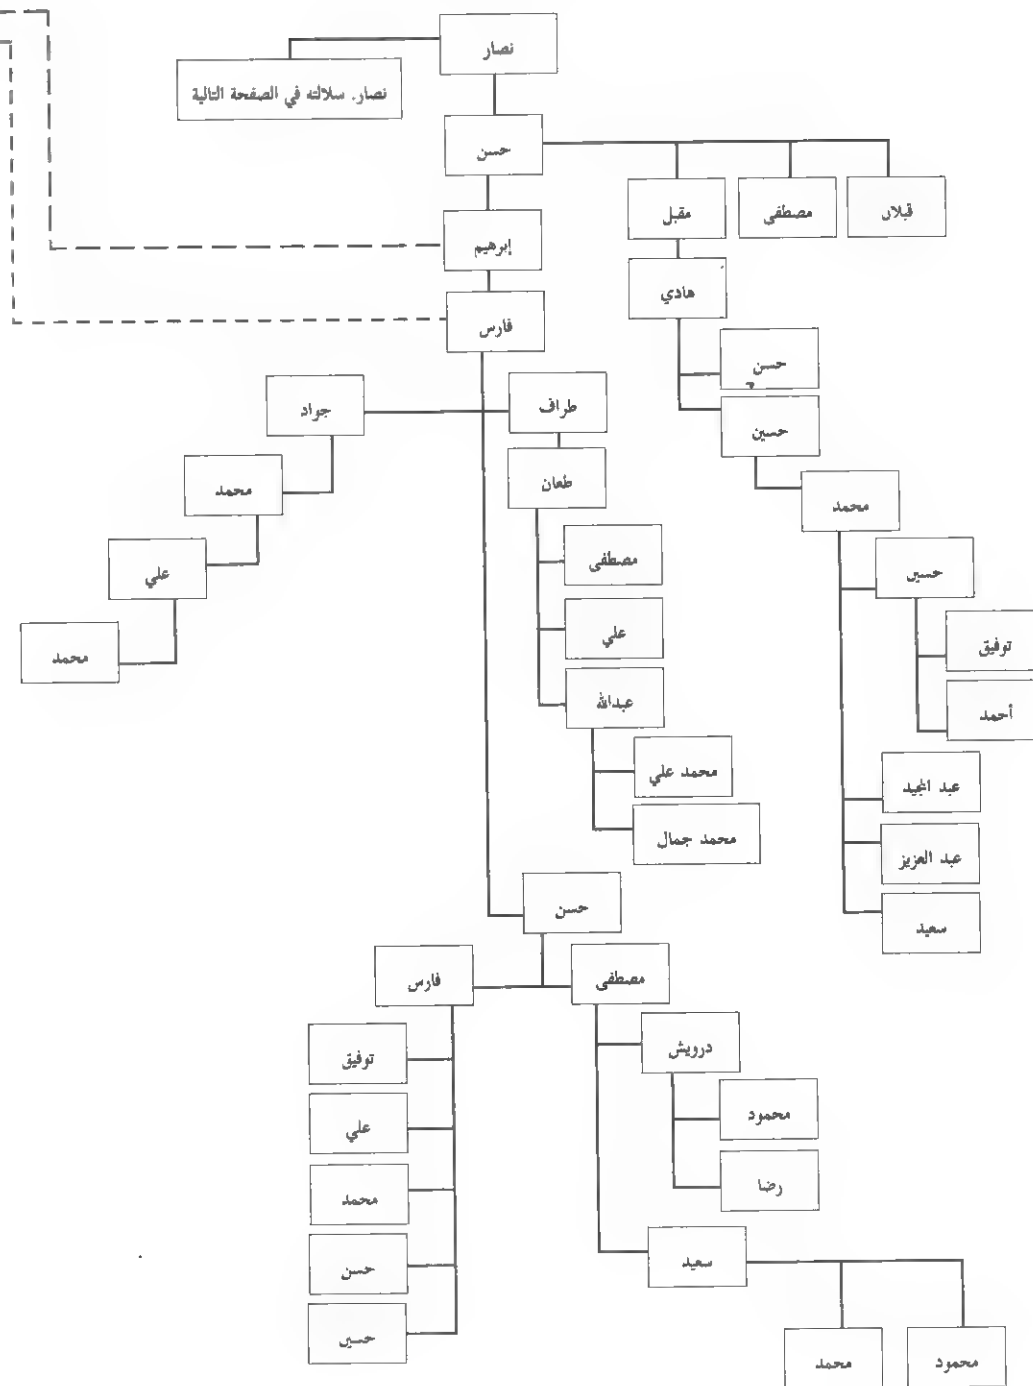 نصار
نصار. سلالته في الصفحة التالية
حسن
قبلان
مصطفى
مقبل
إبرهيم
هادي
فارس
حسن
طراف
جواد
حسين
طعان
محمد
محمد
مصطفى
حسين
علي
علي
توفيق
محمد
عبدالله
أحمد
محمد علي
عبد المجيد
محمد جمال
عبد العزيز
حسن
سعيد
مصطفى
فارس
درويش
توفيق
محمود
علي
رضا
محمد
سعيد
حسن
حسين
محمود
محمد